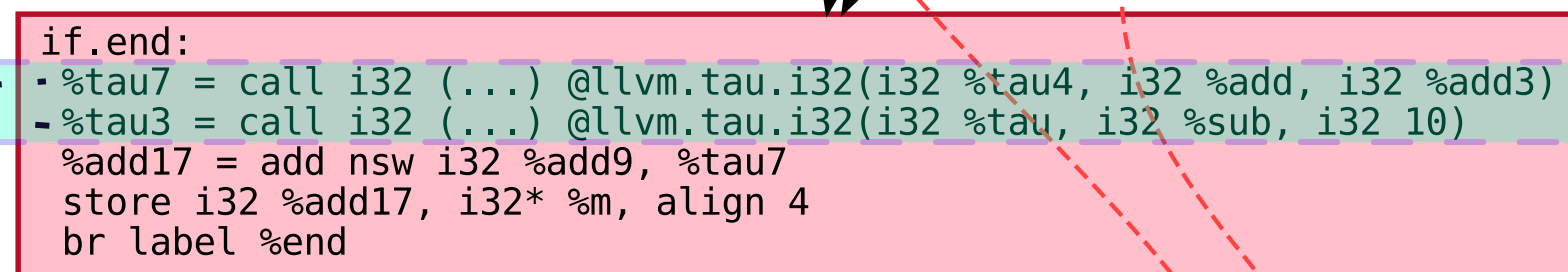 if.end:
%tau7 = call i32 (...) @llvm.tau.i32(i32 %tau4, i32 %add, i32 %add3)
%tau3 = call i32 (...) @llvm.tau.i32(i32 %tau, i32 %sub, i32 10)
%add17 = add nsw i32 %add9, %tau7
store i32 %add17, i32* %m, align 4
br label %end